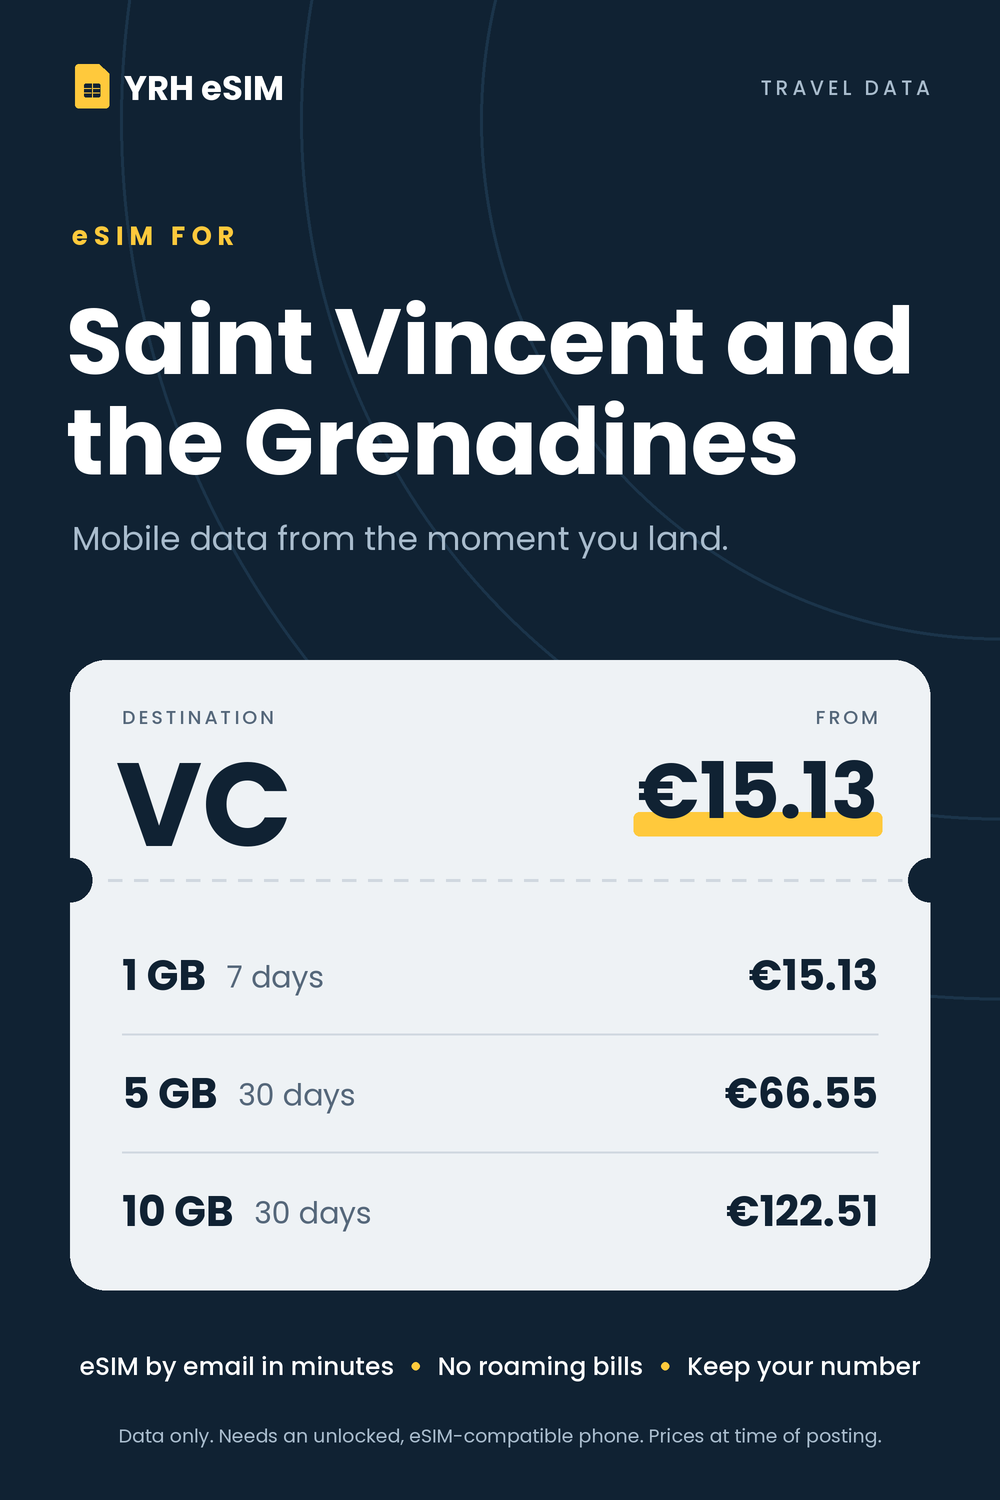 YRH eSIM
TRAVEL DATA
eSIM FOR
Saint Vincent and
the Grenadines
Mobile data from the moment you land.
DESTINATION FROM
VC €15.13
1 GB 7 days €15.13
5 GB 30 days €66.55
10 GB 30 days €122.51
eSIM by email in minutes • No roaming bills • Keep your number
Data only. Needs an unlocked, eSIM-compatible phone. Prices at time of posting.